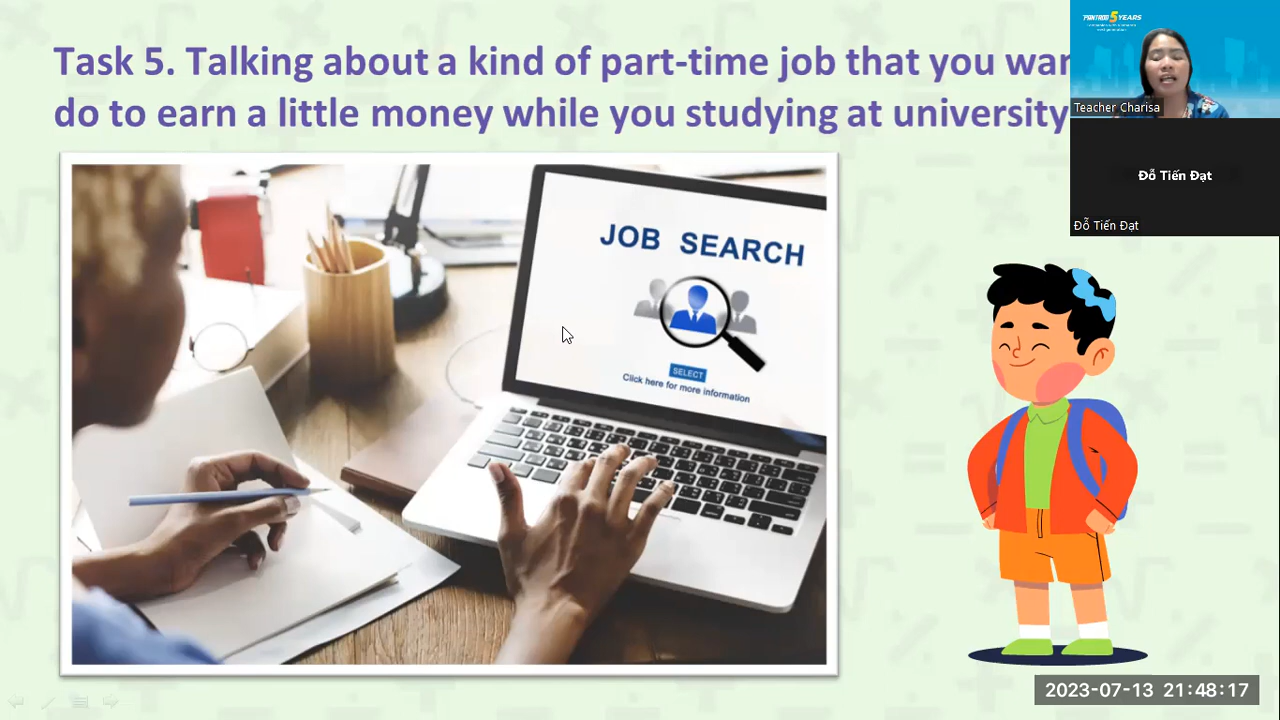 Task 5. Talking about a kind of part-time job that you
do to earn a little money while you studying at university
JOB SEARCH
SELECT
Click here for more information
5 YEARS
Teacher Charisa
Đỗ Tiến Đạt
Đỗ Tiến Đạt
2023-07-13 21:48:17